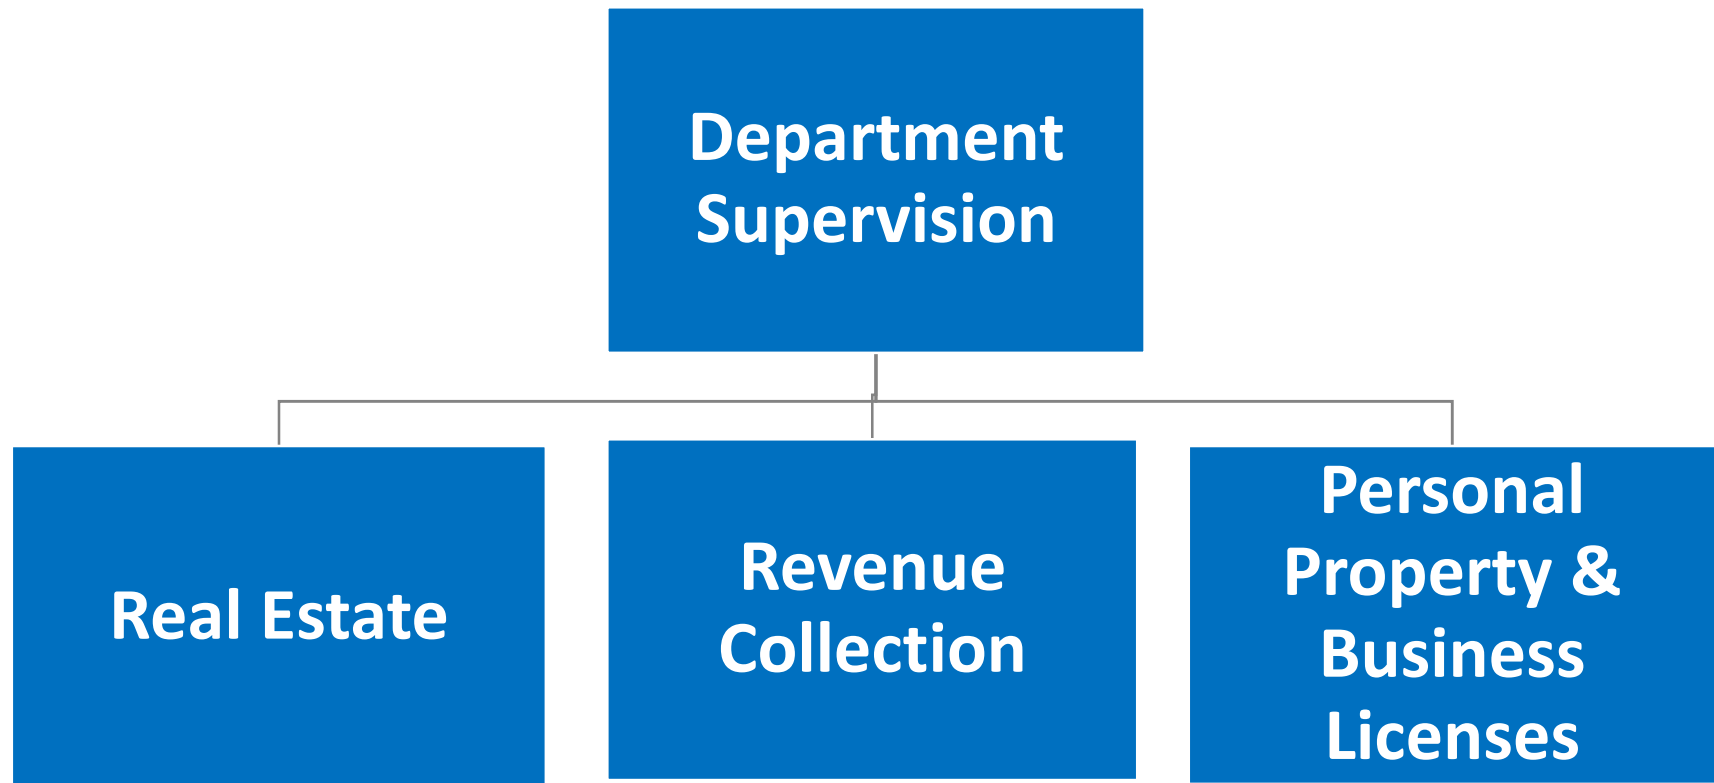 Department
Supervision
Real Estate
Revenue
Collection
Personal
Property &
Business
Licenses